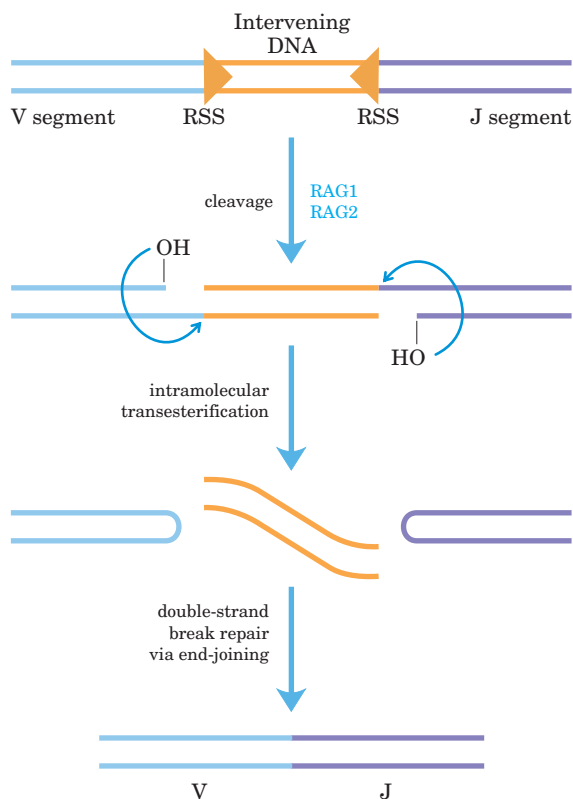 Intervening
DNA
V segment
RSS
RSS
J segment
cleavage
RAG1
RAG2
OH
HO
intramolecular
transesterification
double-strand
break repair
via end-joining
V
J